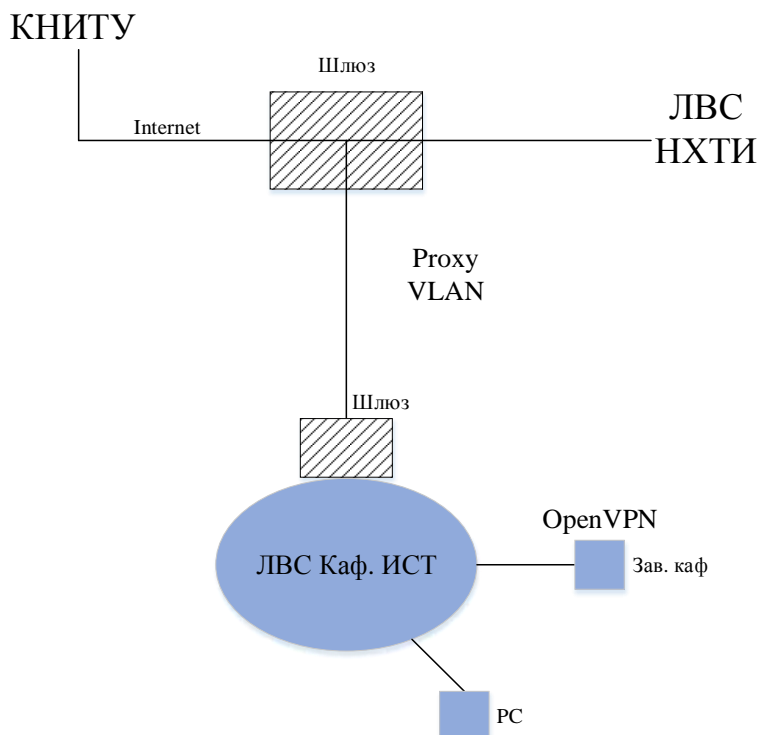 КНИТУ
Шлюз
Internet
ЛВС
НХТИ
Proxy
VLAN
Шлюз
OpenVPN
ЛВС Каф. ИСТ
Зав. каф
PC